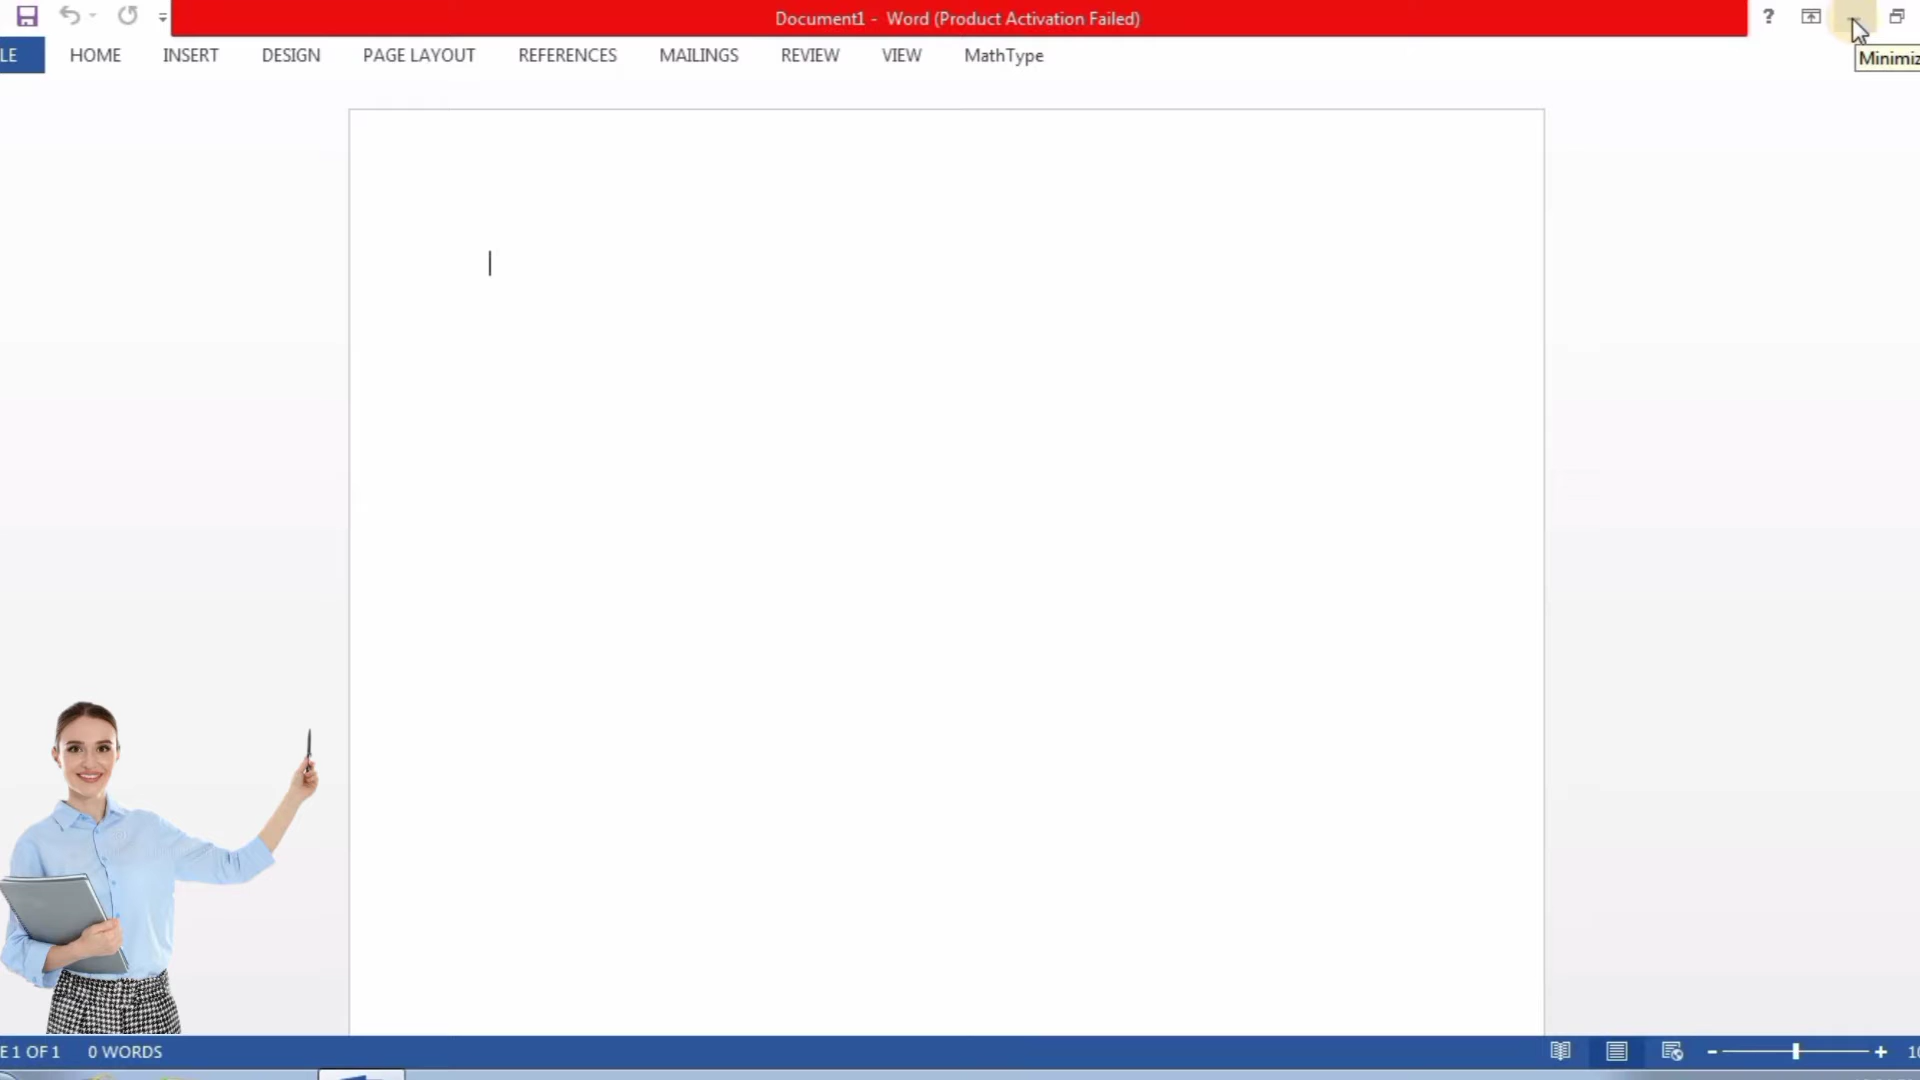 Document1 - Word (Product Activation Failed)
?
Minimiz
LE
HOME
INSERT
DESIGN
PAGE LAYOUT
REFERENCES
MAILINGS
REVIEW
VIEW
MathType
E 1 OF 1
0 WORDS
10